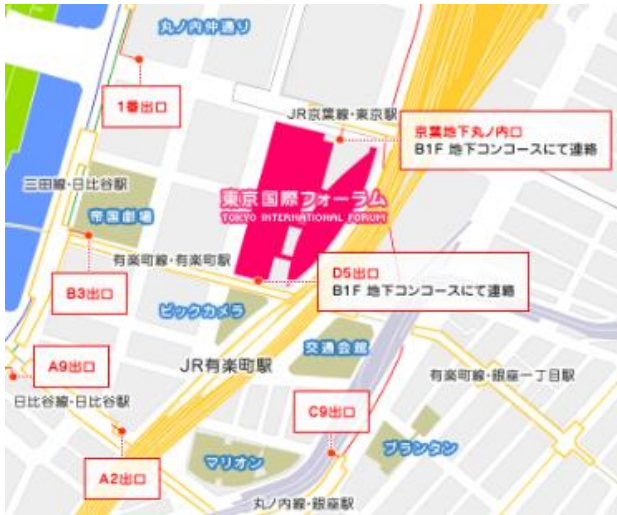 丸ノ内仲通り
1番出口
JR京葉線・東京駅
京葉地下丸ノ内口
B1F 地下コンコースにて連絡
三田線・日比谷駅
帝国劇場
東京国際フォーラム
TOKYO INTERNATIONAL FORUM
有楽町線・有楽町駅
B3出口
D5出口
B1F 地下コンコースにて連絡
ビックカメラ
交通会館
A9出口
JR有楽町駅
有楽町線・銀座一丁目駅
日比谷線・日比谷駅
C9出口
A2出口
マリオン
プランタン
丸ノ内線・銀座駅